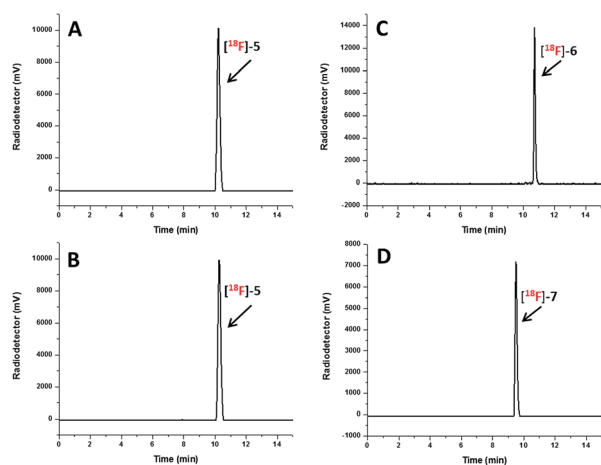 A
[18F]-5
Radiodetector (mV)
10000
8000
6000
4000
2000
0
0 2 4 6 8 10 12 14
Time (min)
C
[18F]-6
Radiodetector (mV)
14000
12000
10000
8000
6000
4000
2000
0
-2000
0 2 4 6 8 10 12 14
Time (min)
B
[18F]-5
Radiodetector (mV)
10000
8000
6000
4000
2000
0
0 2 4 6 8 10 12 14
Time (min)
D
[18F]-7
Radiodetector (mV)
8000
7000
6000
5000
4000
3000
2000
1000
0
-1000
0 2 4 6 8 10 12 14
Time (min)